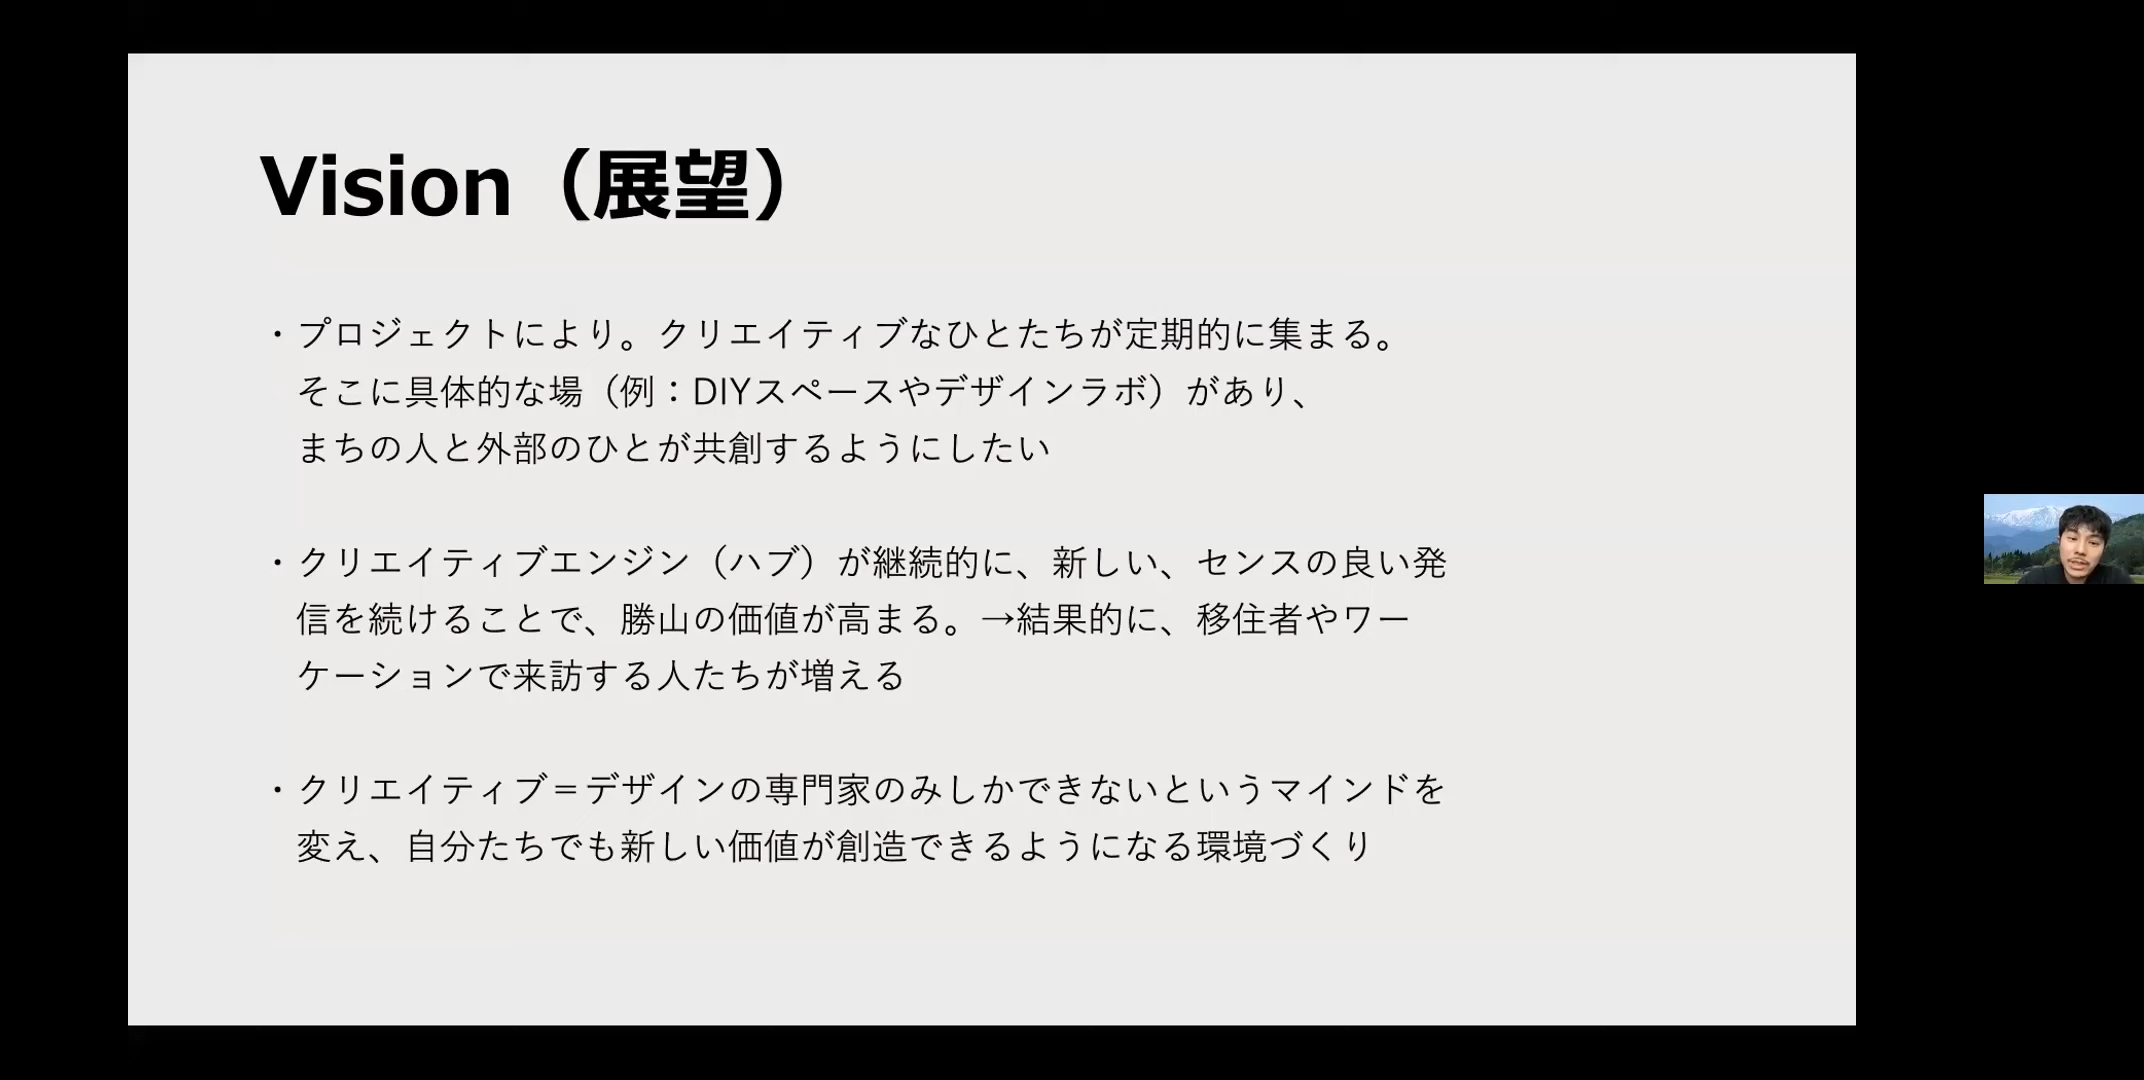 Vision（展望）
・プロジェクトにより。クリエイティブなひとたちが定期的に集まる。
そこに具体的な場（例：DIYスペースやデザインラボ）があり、
まちの人と外部のひとが共創するようにしたい
・クリエイティブエンジン（ハブ）が継続的に、新しい、センスの良い発
信を続けることで、勝山の価値が高まる。→結果的に、移住者やワー
ケーションで来訪する人たちが増える
・クリエイティブ＝デザインの専門家のみしかできないというマインドを
変え、自分たちでも新しい価値が創造できるようになる環境づくり